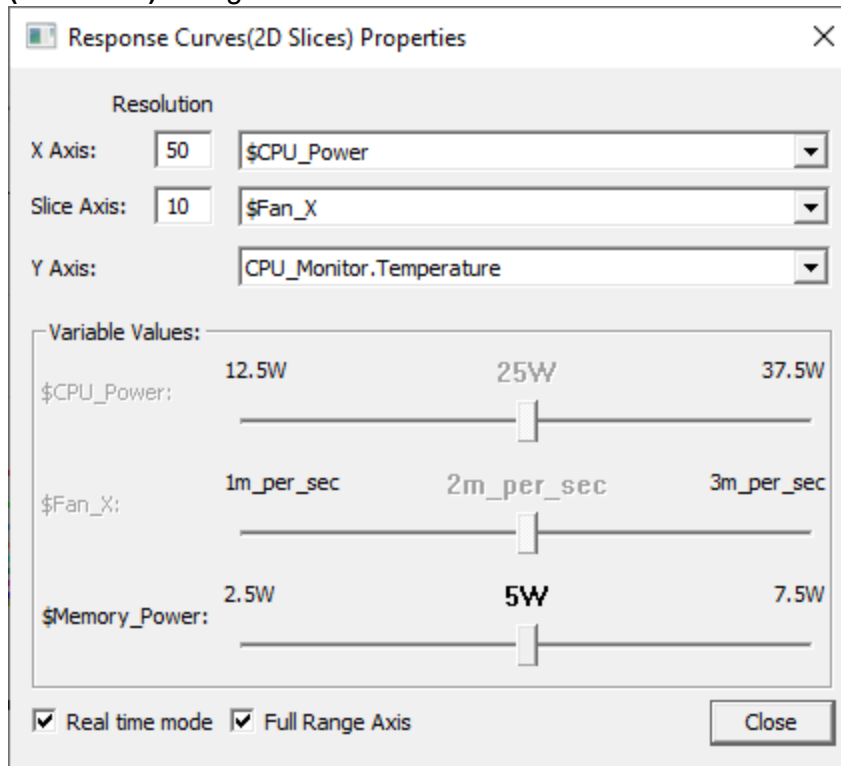 Response Curves(2D Slices) Properties
Resolution
X Axis: 50 $CPU_Power
Slice Axis: 10 $Fan_X
Y Axis: CPU_Monitor.Temperature
Variable Values:
12.5W 25W 37.5W
$CPU_Power:
1m_per_sec 2m_per_sec 3m_per_sec
$Fan_X:
2.5W 5W 7.5W
$Memory_Power:
Real time mode Full Range Axis Close